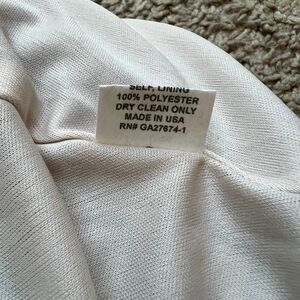 SELF, LINING
100% POLYESTER
DRY CLEAN ONLY
MADE IN USA
RN# GA27674-1